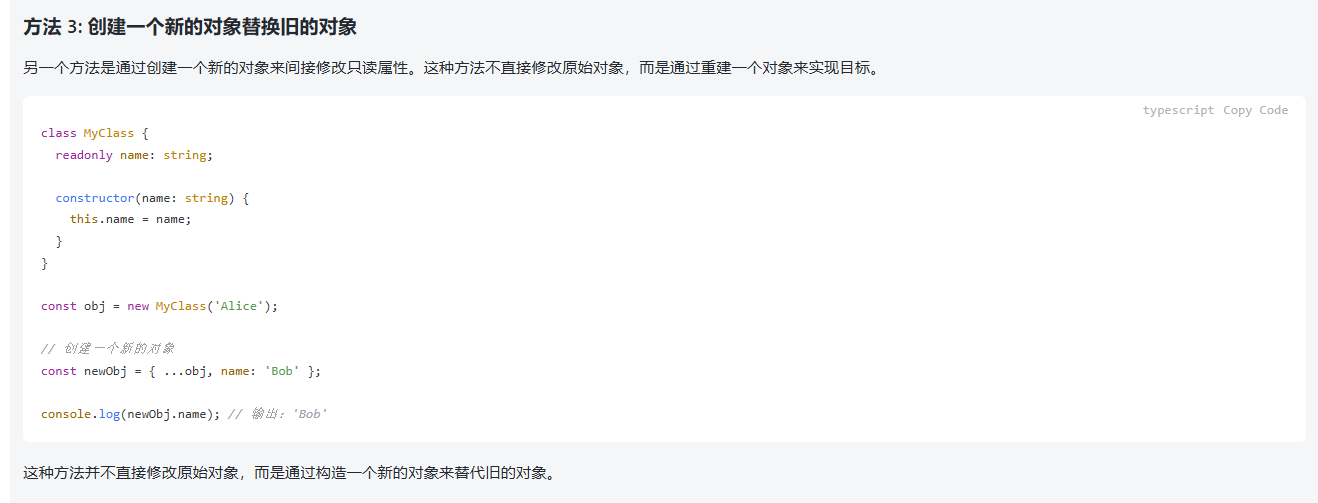 方法 3: 创建一个新的对象替换旧的对象
另一个方法是通过创建一个新的对象来间接修改只读属性。这种方法不直接修改原始对象，而是通过重建一个对象来实现目标。
typescript Copy Code
class MyClass {
  readonly name: string;

  constructor(name: string) {
    this.name = name;
  }
}

const obj = new MyClass('Alice');

// 创建一个新的对象
const newObj = { ...obj, name: 'Bob' };

console.log(newObj.name); // 输出：'Bob'
这种方法并不直接修改原始对象，而是通过构造一个新的对象来替代旧的对象。